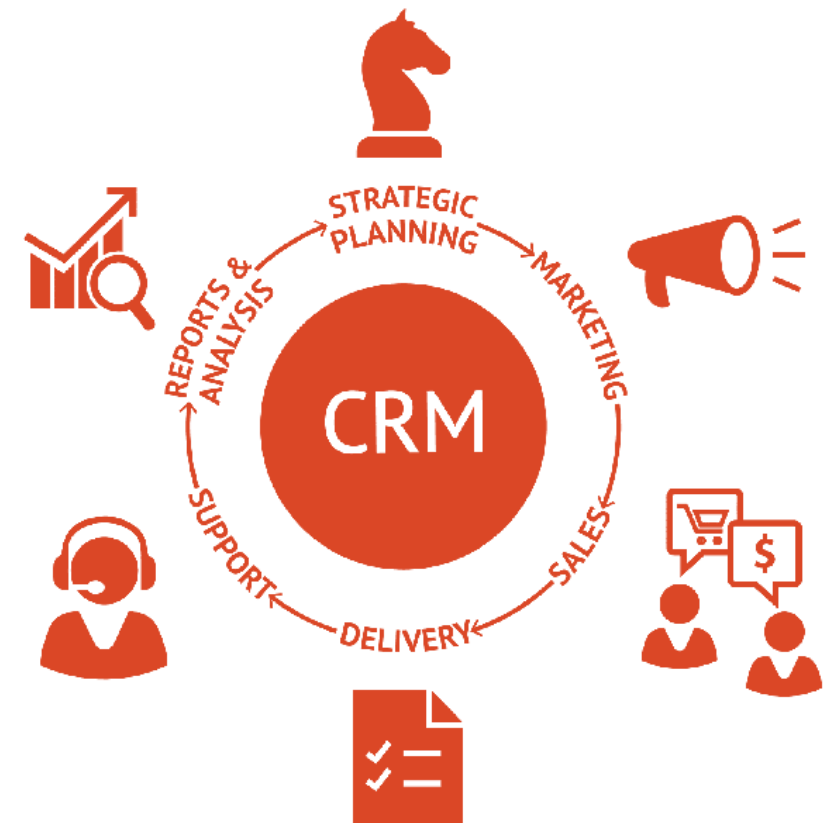 STRATEGIC
PLANNING
MARKETING
SALES
DELIVERY
SUPPORT
REPORTS &
ANALYSIS
CRM
$